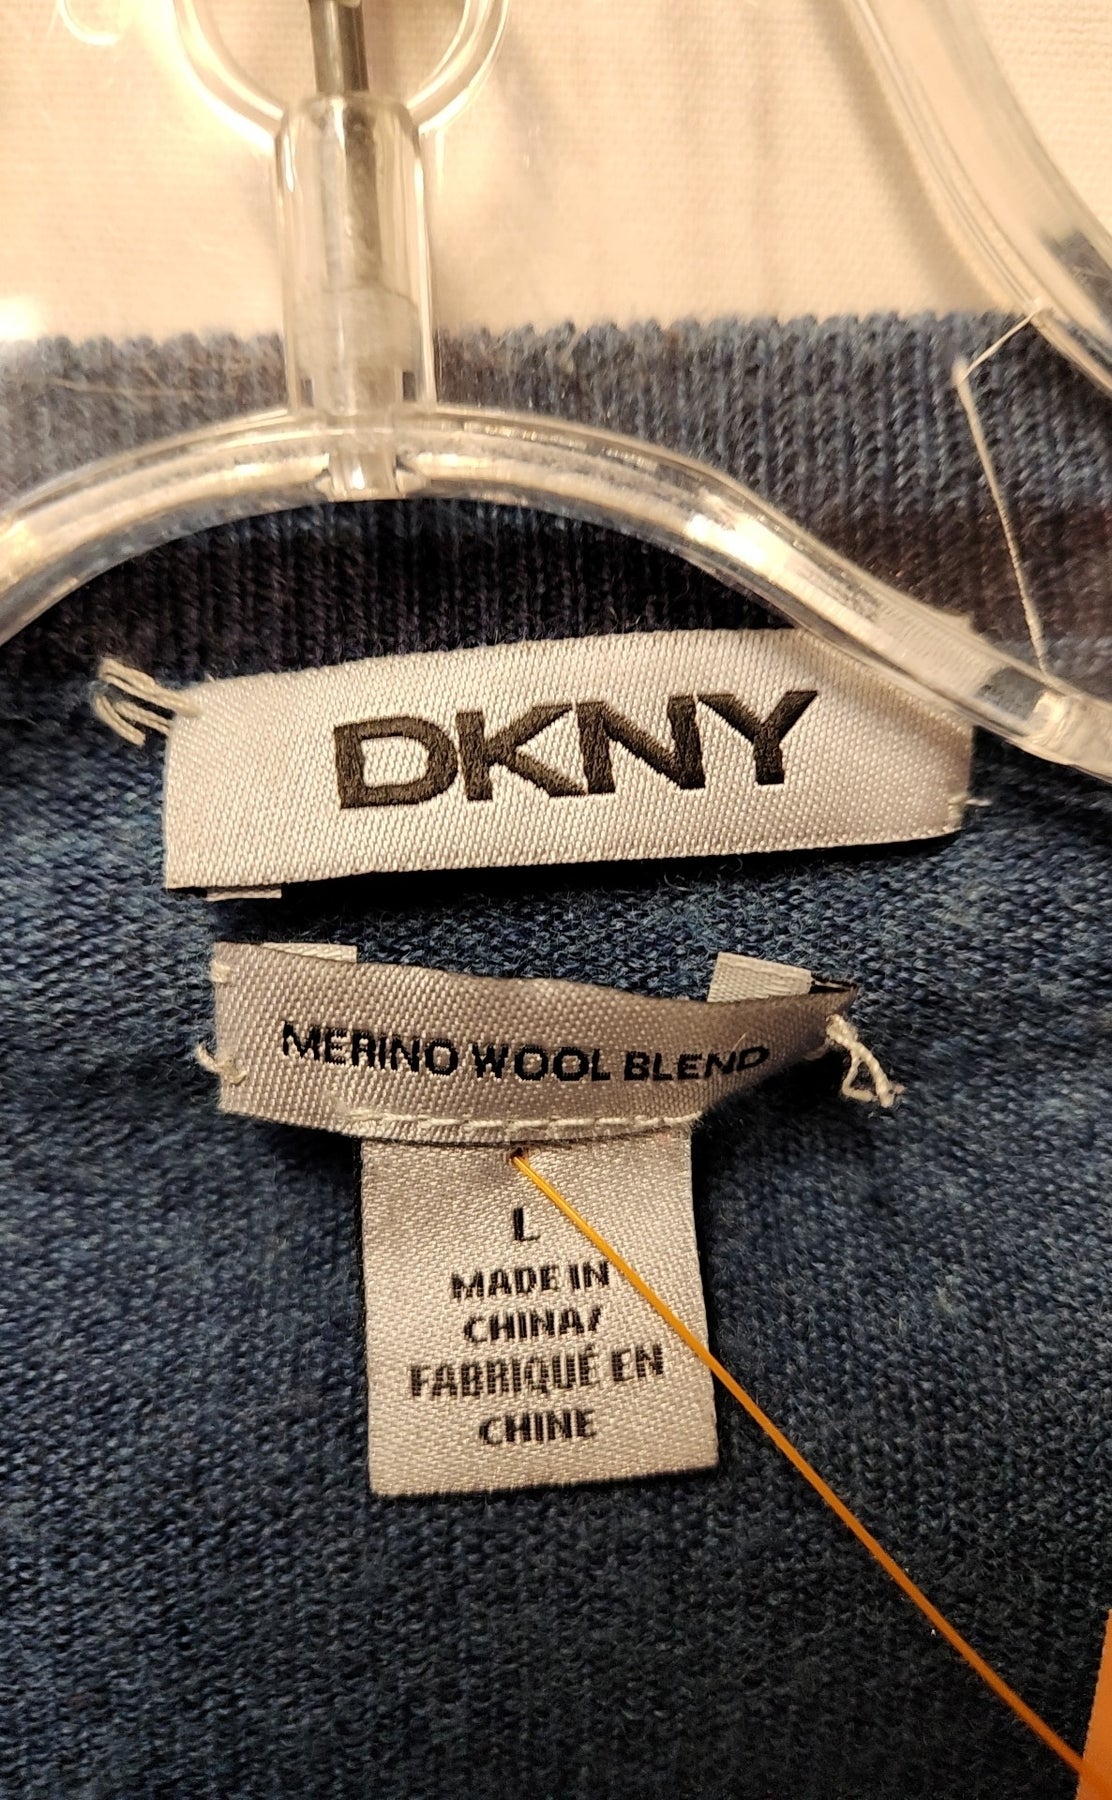 DKNY
MERINO WOOL BLEND
L
MADE IN
CHINA/
FABRIQUÉ EN
CHINE